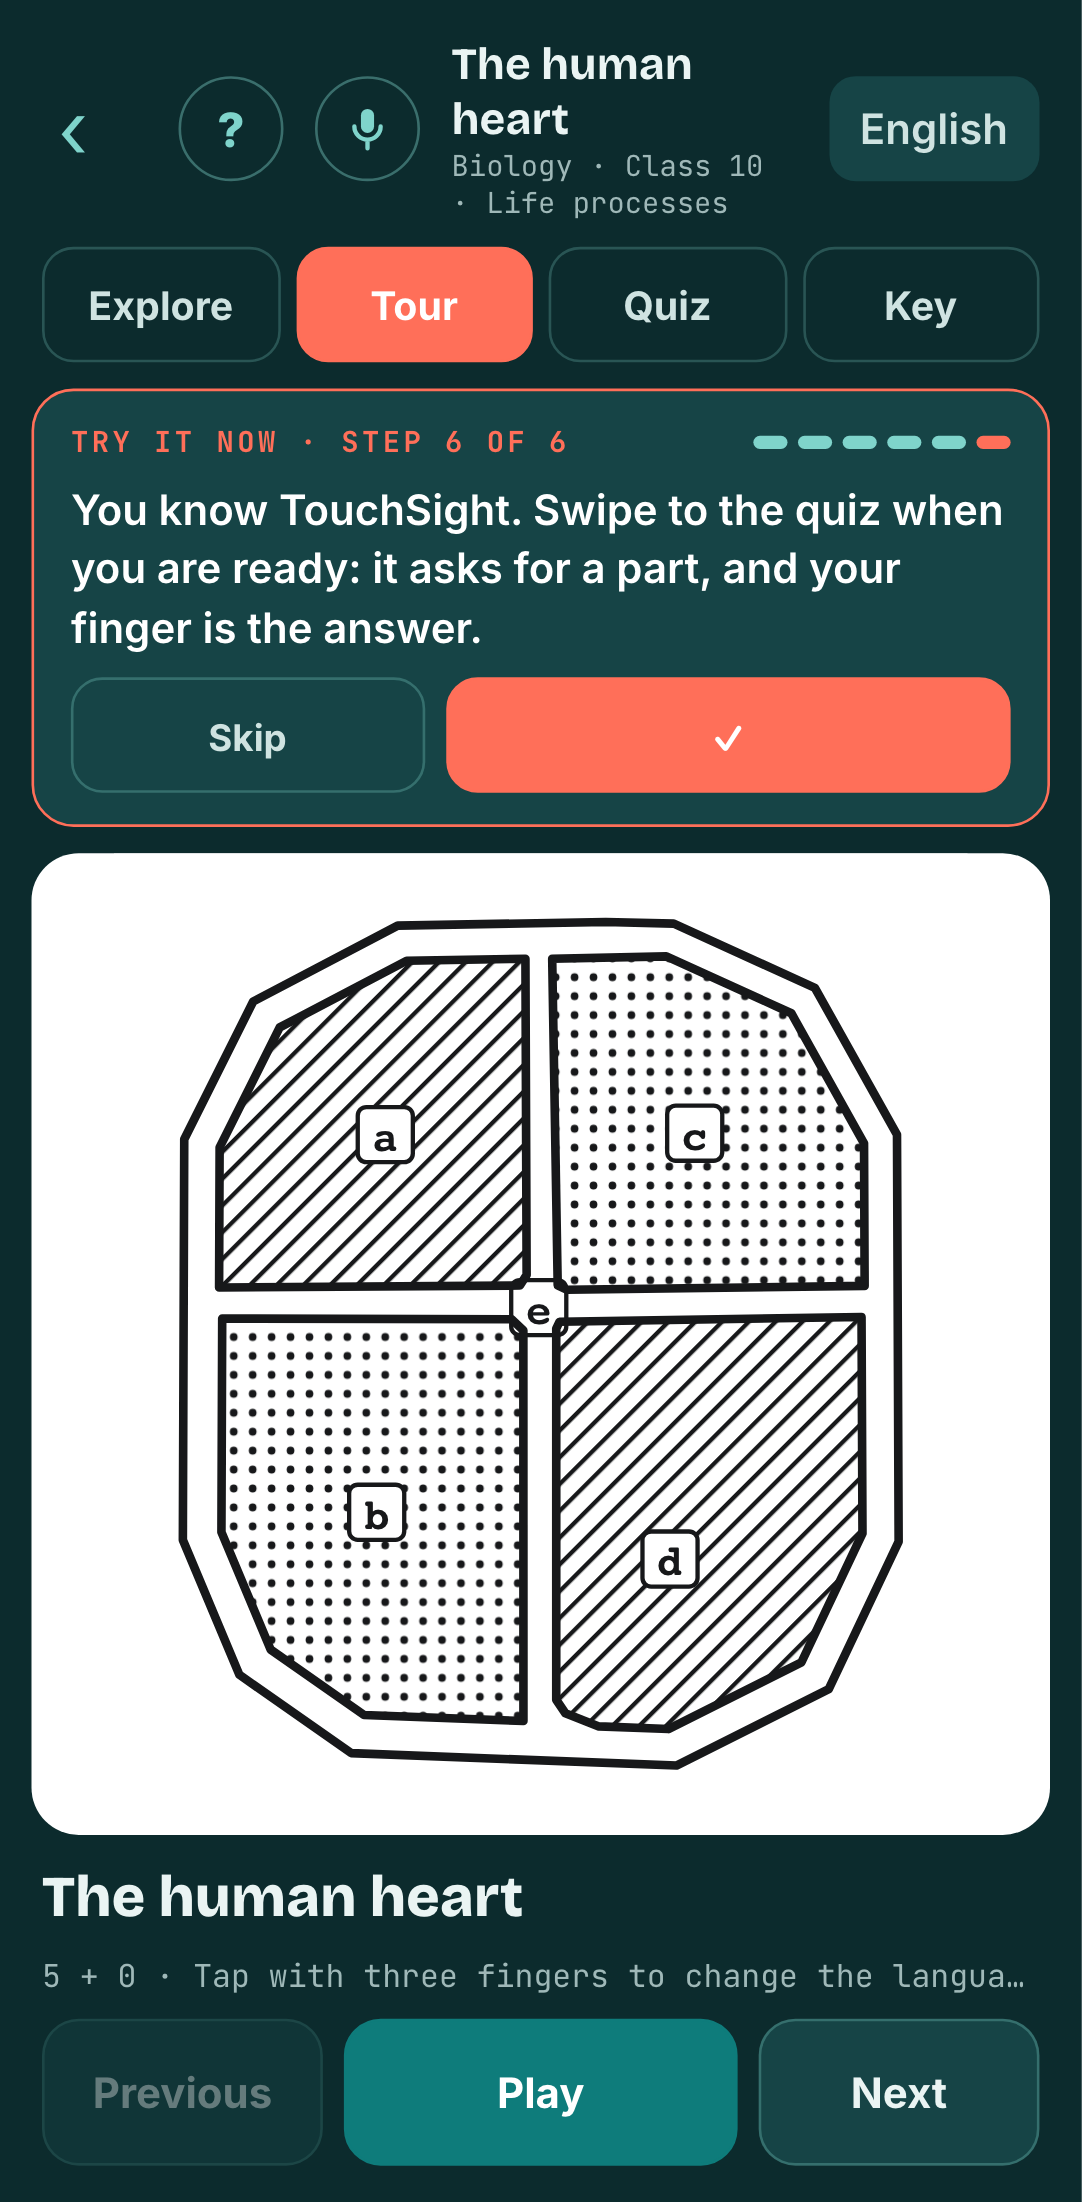 ‹
?
The human
heart
Biology · Class 10
· Life processes
English
Explore
Tour
Quiz
Key
TRY IT NOW · STEP 6 OF 6
You know TouchSight. Swipe to the quiz when
you are ready: it asks for a part, and your
finger is the answer.
Skip
✓
a
c
e
b
d
The human heart
5 + 0 · Tap with three fingers to change the langua…
Previous
Play
Next